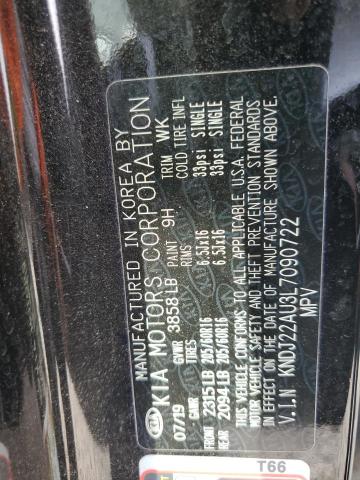 MANUFACTURED IN KOREA BY
KIA KIA MOTORS CORPORATION
07/19 GVWR 3858LB PAINT 9H TRIM WK
GAWR TIRES RIMS COLD TIRE INFL
FRONT 2315LB 205/60R16 6.5Jx16 33psi SINGLE
REAR 2094LB 205/60R16 6.5Jx16 33psi SINGLE
THIS VEHICLE CONFORMS TO ALL APPLICABLE U.S.A. FEDERAL
MOTOR VEHICLE SAFETY AND THEFT PREVENTION STANDARDS
IN EFFECT ON THE DATE OF MANUFACTURE SHOWN ABOVE.
V.I.N KNDJ22AU3L7090722
MPV
T66